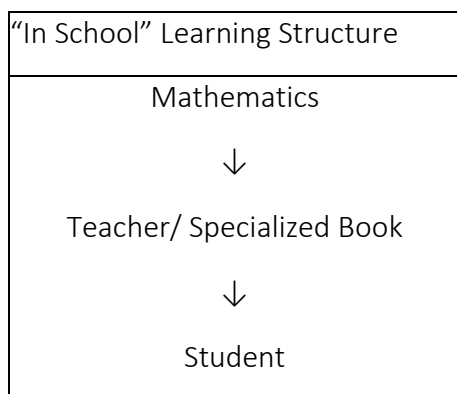 “In School” Learning Structure
Mathematics
↓
Teacher/ Specialized Book
↓
Student